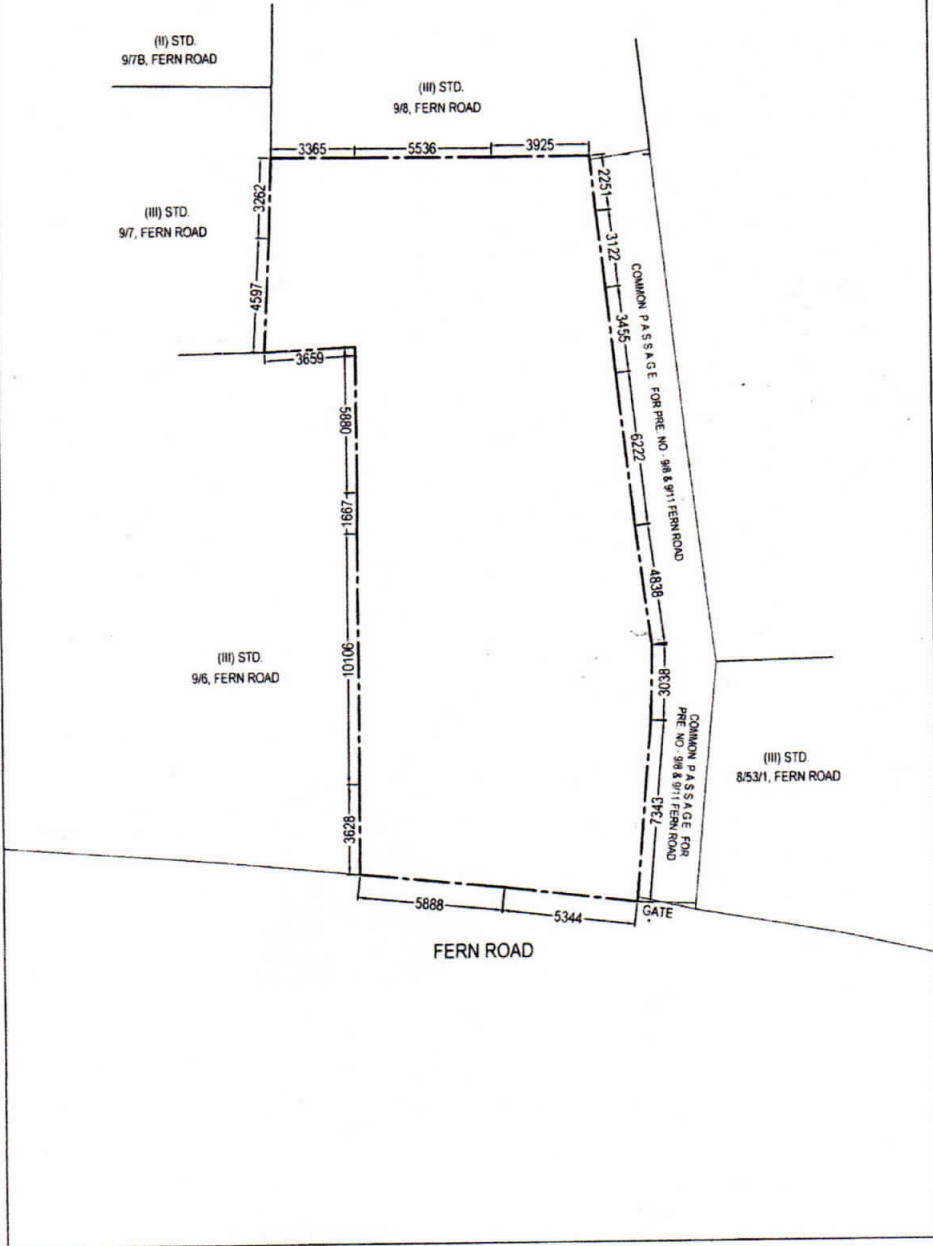 (II) STD.
9/7B, FERN ROAD
(III) STD.
9/8, FERN ROAD
3365
5536
3925
3262
(III) STD.
9/7, FERN ROAD
4597
3659
2251
3122
3455
6222
4838
COMMON PASSAGE FOR PRE. NO - 9/8 & 9/11 FERN ROAD
5880
1667
10106
3628
(III) STD.
9/6, FERN ROAD
3038
7343
COMMON PASSAGE FOR
PRE. NO - 9/8 & 9/11 FERN ROAD
(III) STD.
8/53/1, FERN ROAD
5888
5344
GATE
FERN ROAD